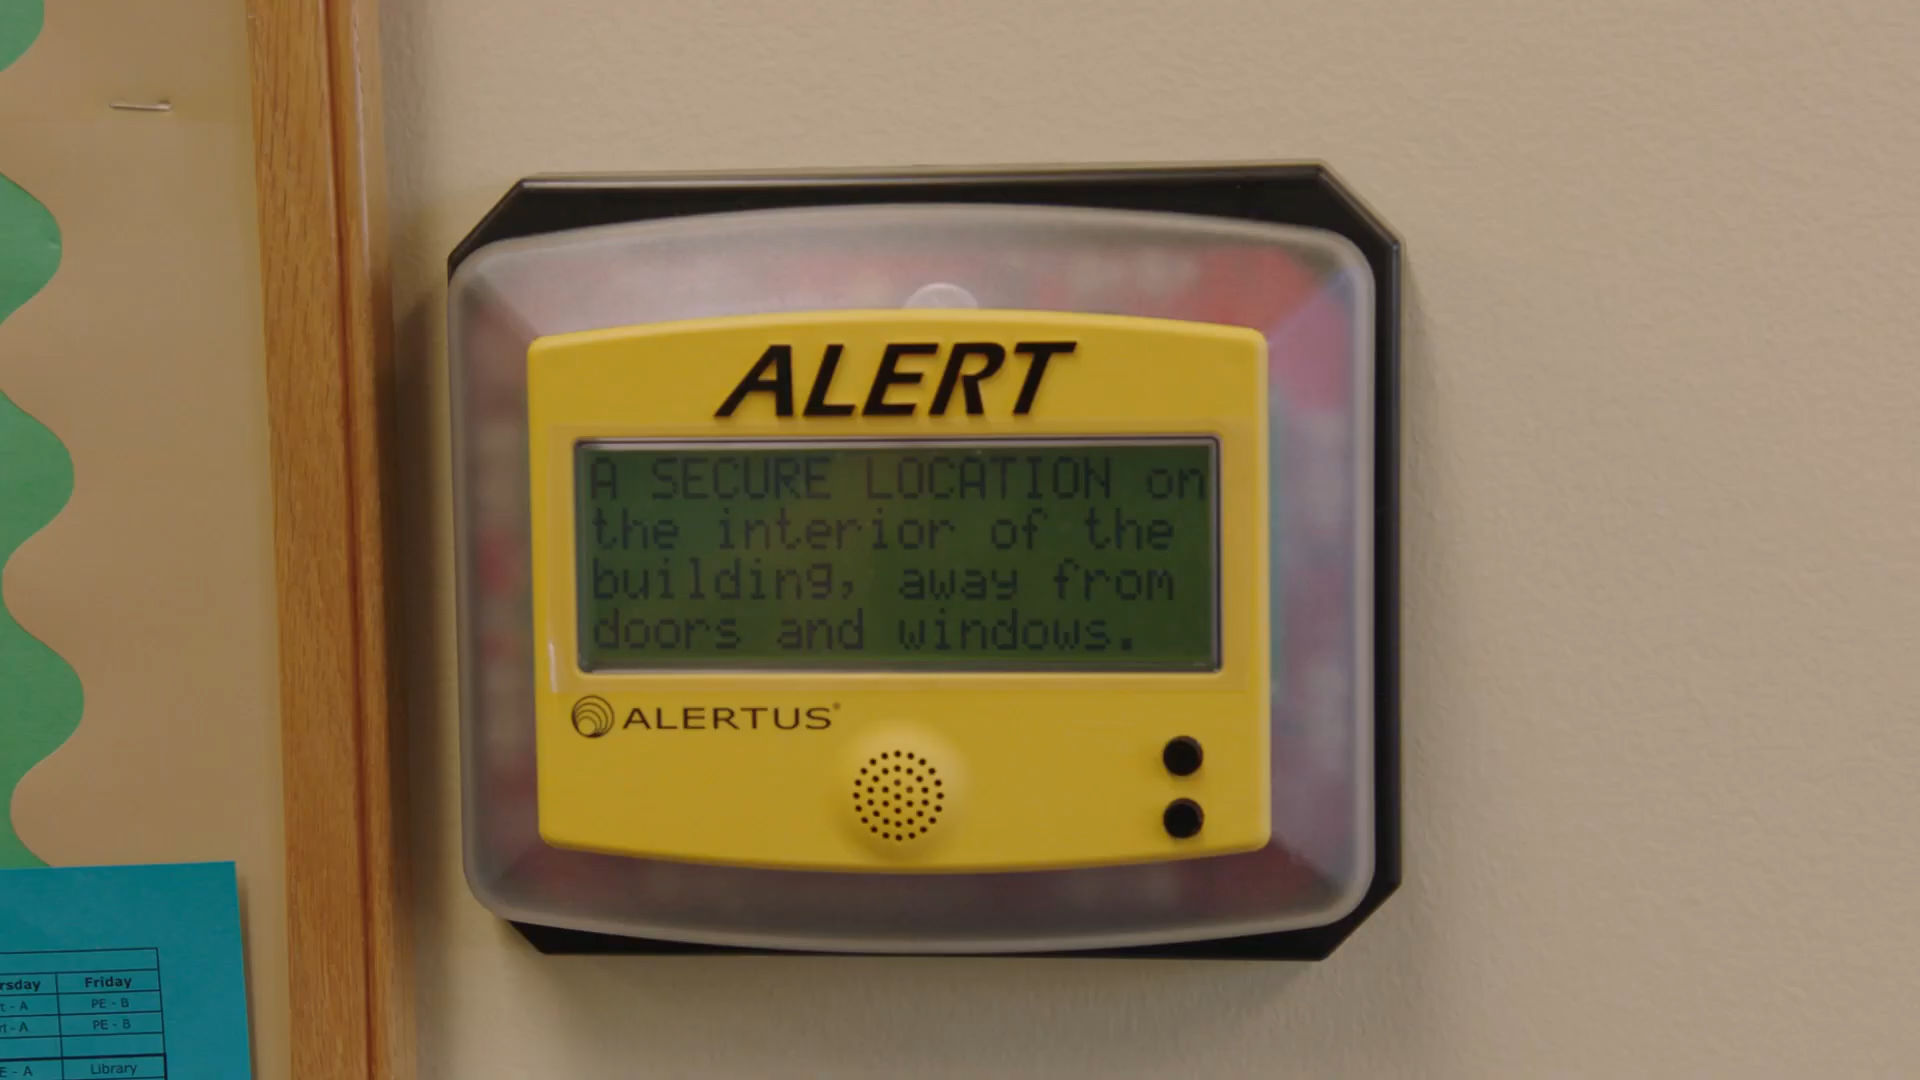 ALERT
A SECURE LOCATION on
the interior of the
building, away from
doors and windows.
ALERTUS®
Friday
PE - B
PE - B
E - A Library